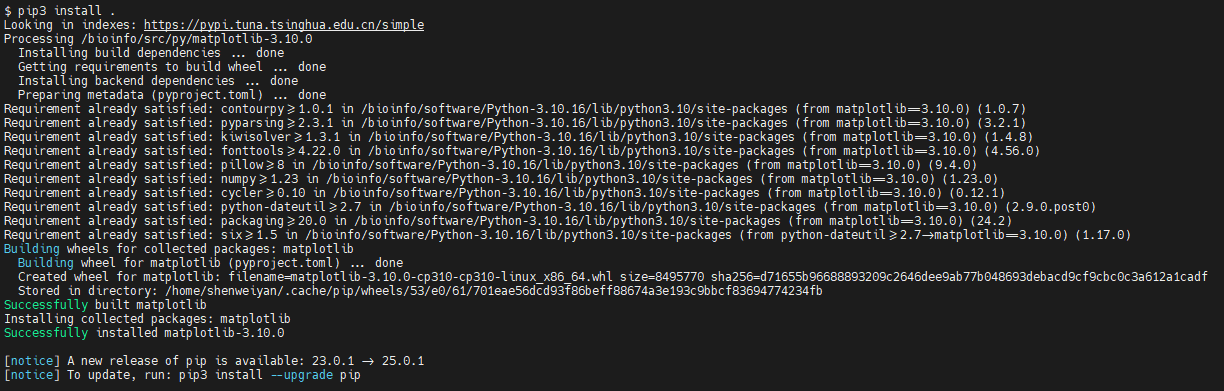 $ pip3 install .
Looking in indexes: https://pypi.tuna.tsinghua.edu.cn/simple
Processing /bioinfo/src/py/matplotlib-3.10.0
  Installing build dependencies ... done
  Getting requirements to build wheel ... done
  Installing backend dependencies ... done
  Preparing metadata (pyproject.toml) ... done
Requirement already satisfied: contourpy>=1.0.1 in /bioinfo/software/Python-3.10.16/lib/python3.10/site-packages (from matplotlib==3.10.0) (1.0.7)
Requirement already satisfied: pyparsing>=2.3.1 in /bioinfo/software/Python-3.10.16/lib/python3.10/site-packages (from matplotlib==3.10.0) (3.2.1)
Requirement already satisfied: kiwisolver>=1.3.1 in /bioinfo/software/Python-3.10.16/lib/python3.10/site-packages (from matplotlib==3.10.0) (1.4.8)
Requirement already satisfied: fonttools>=4.22.0 in /bioinfo/software/Python-3.10.16/lib/python3.10/site-packages (from matplotlib==3.10.0) (4.56.0)
Requirement already satisfied: pillow>=8 in /bioinfo/software/Python-3.10.16/lib/python3.10/site-packages (from matplotlib==3.10.0) (9.4.0)
Requirement already satisfied: numpy>=1.23 in /bioinfo/software/Python-3.10.16/lib/python3.10/site-packages (from matplotlib==3.10.0) (1.23.0)
Requirement already satisfied: cycler>=0.10 in /bioinfo/software/Python-3.10.16/lib/python3.10/site-packages (from matplotlib==3.10.0) (0.12.1)
Requirement already satisfied: python-dateutil>=2.7 in /bioinfo/software/Python-3.10.16/lib/python3.10/site-packages (from matplotlib==3.10.0) (2.9.0.post0)
Requirement already satisfied: packaging>=20.0 in /bioinfo/software/Python-3.10.16/lib/python3.10/site-packages (from matplotlib==3.10.0) (24.2)
Requirement already satisfied: six>=1.5 in /bioinfo/software/Python-3.10.16/lib/python3.10/site-packages (from python-dateutil>=2.7->matplotlib==3.10.0) (1.17.0)
Building wheels for collected packages: matplotlib
  Building wheel for matplotlib (pyproject.toml) ... done
  Created wheel for matplotlib: filename=matplotlib-3.10.0-cp310-cp310-linux_x86_64.whl size=8495770 sha256=d71655b96688893209c2646dee9ab77b048693debacd9cf9cbc0c3a612a1cadf
  Stored in directory: /home/shenweiyan/.cache/pip/wheels/53/e0/61/701eae56dcd93f86beff88674a3e193c9bbcf83694774234fb
Successfully built matplotlib
Installing collected packages: matplotlib
Successfully installed matplotlib-3.10.0

[notice] A new release of pip is available: 23.0.1 -> 25.0.1
[notice] To update, run: pip3 install --upgrade pip